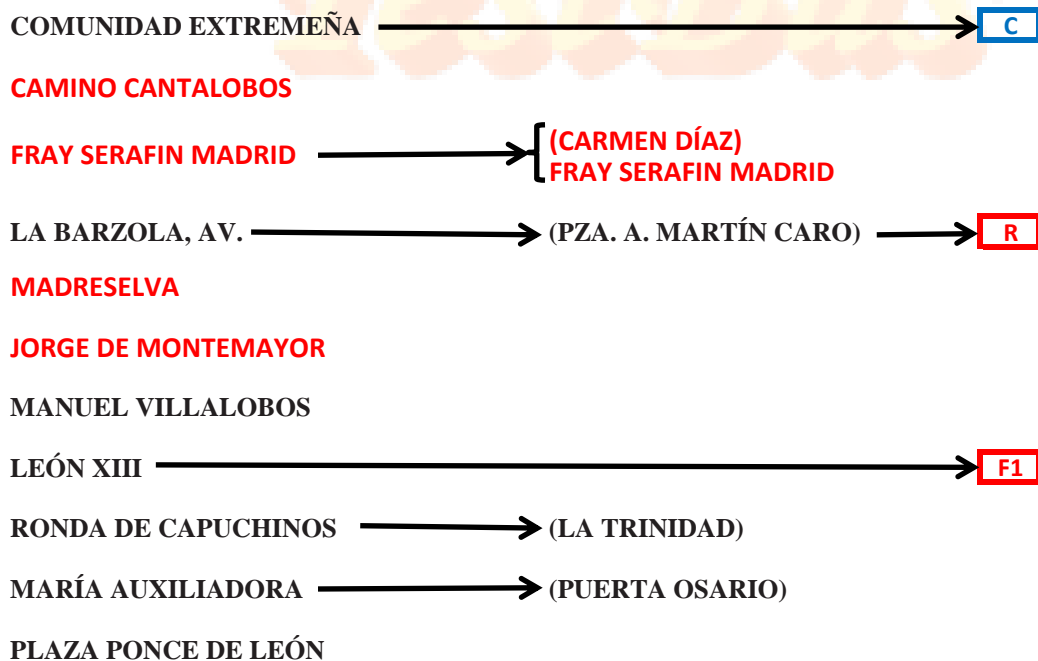 COMUNIDAD EXTREMEÑA C
CAMINO CANTALOBOS
FRAY SERAFIN MADRID (CARMEN DÍAZ)
FRAY SERAFIN MADRID
LA BARZOLA, AV. (PZA. A. MARTÍN CARO) R
MADRESELVA
JORGE DE MONTEMAYOR
MANUEL VILLALOBOS
LEÓN XIII F1
RONDA DE CAPUCHINOS (LA TRINIDAD)
MARÍA AUXILIADORA (PUERTA OSARIO)
PLAZA PONCE DE LEÓN